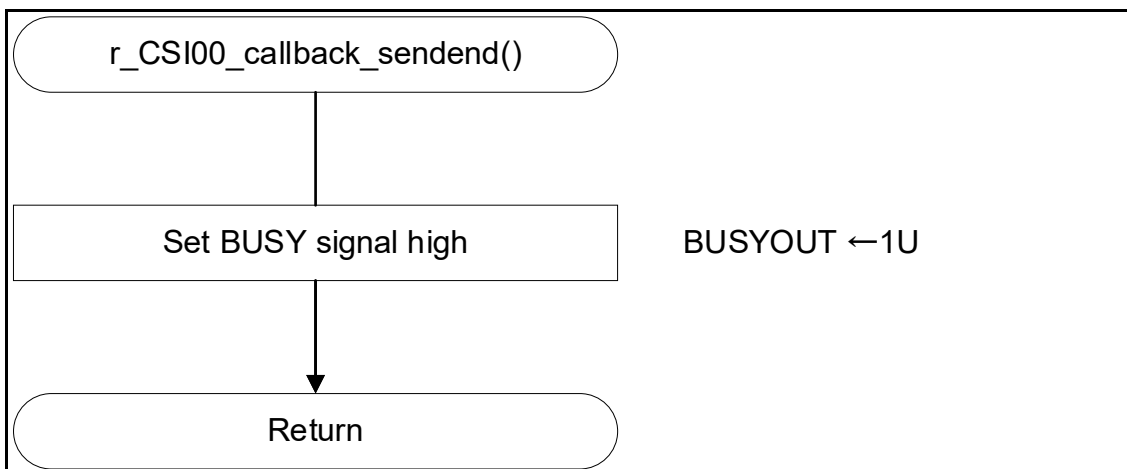 r_CSI00_callback_sendend()
Set BUSY signal high
BUSYOUT ←1U
Return